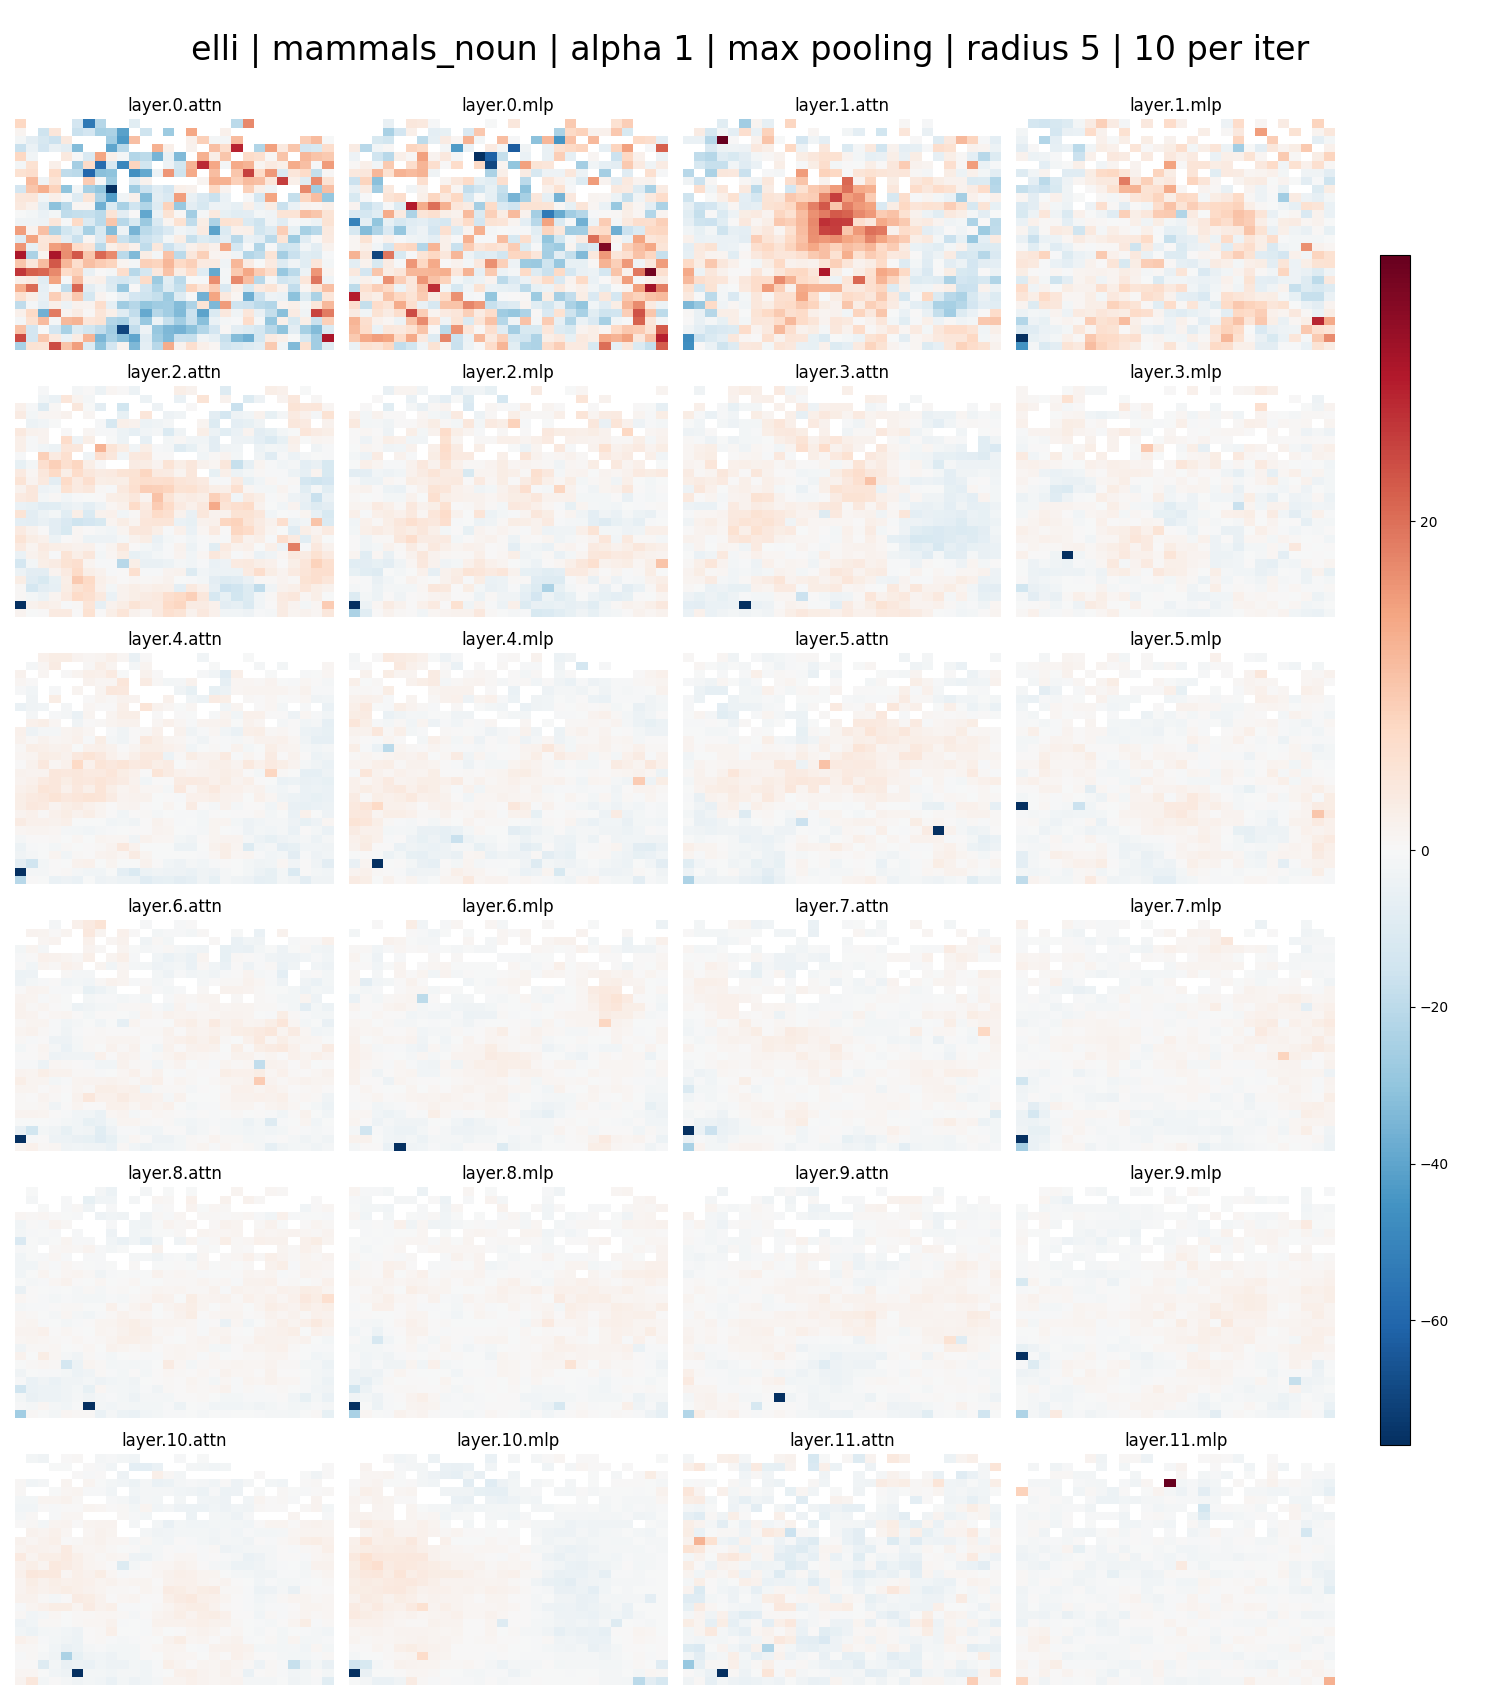 elli | mammals_noun | alpha 1 | max pooling | radius 5 | 10 per iter
layer.0.attn layer.0.mlp layer.1.attn layer.1.mlp
layer.2.attn layer.2.mlp layer.3.attn layer.3.mlp
layer.4.attn layer.4.mlp layer.5.attn layer.5.mlp
layer.6.attn layer.6.mlp layer.7.attn layer.7.mlp
layer.8.attn layer.8.mlp layer.9.attn layer.9.mlp
layer.10.attn layer.10.mlp layer.11.attn layer.11.mlp
20
0
−20
−40
−60